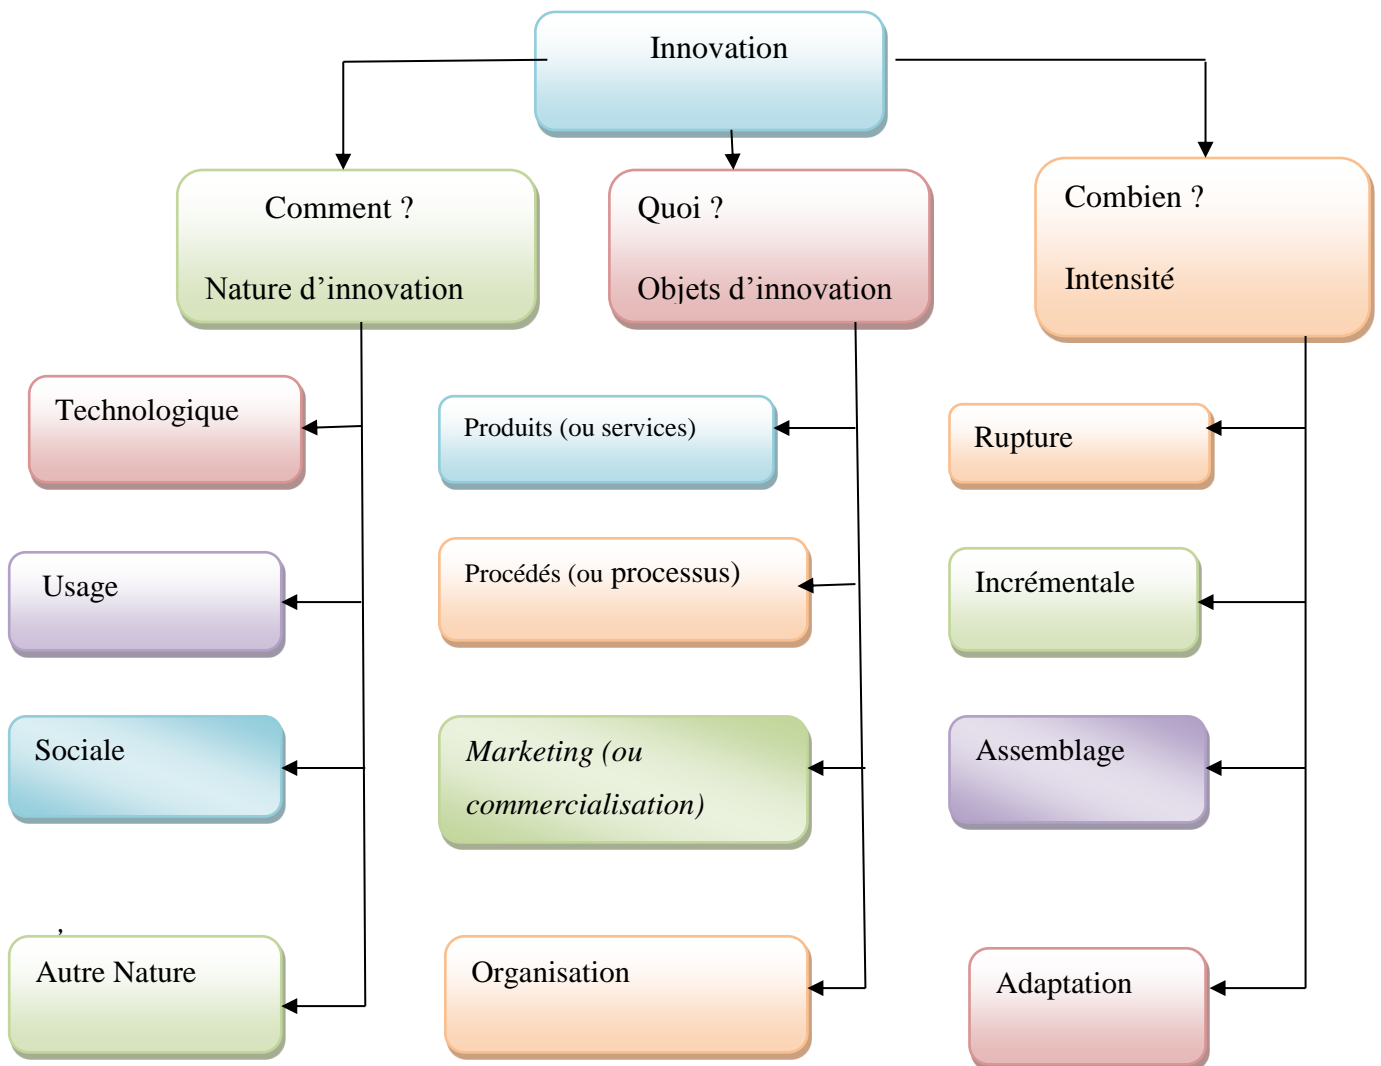 Innovation
Comment ?
Nature d’innovation
Quoi ?
Objets d’innovation
Combien ?
Intensité
Technologique
Usage
Sociale
’
Autre Nature
Produits (ou services)
Procédés (ou processus)
Marketing (ou
commercialisation)
Organisation
Rupture
Incrémentale
Assemblage
Adaptation